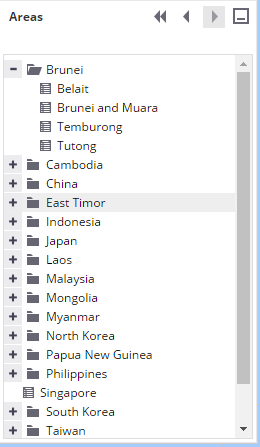 Areas
Brunei
Belait
Brunei and Muara
Temburong
Tutong
Cambodia
China
East Timor
Indonesia
Japan
Laos
Malaysia
Mongolia
Myanmar
North Korea
Papua New Guinea
Philippines
Singapore
South Korea
Taiwan